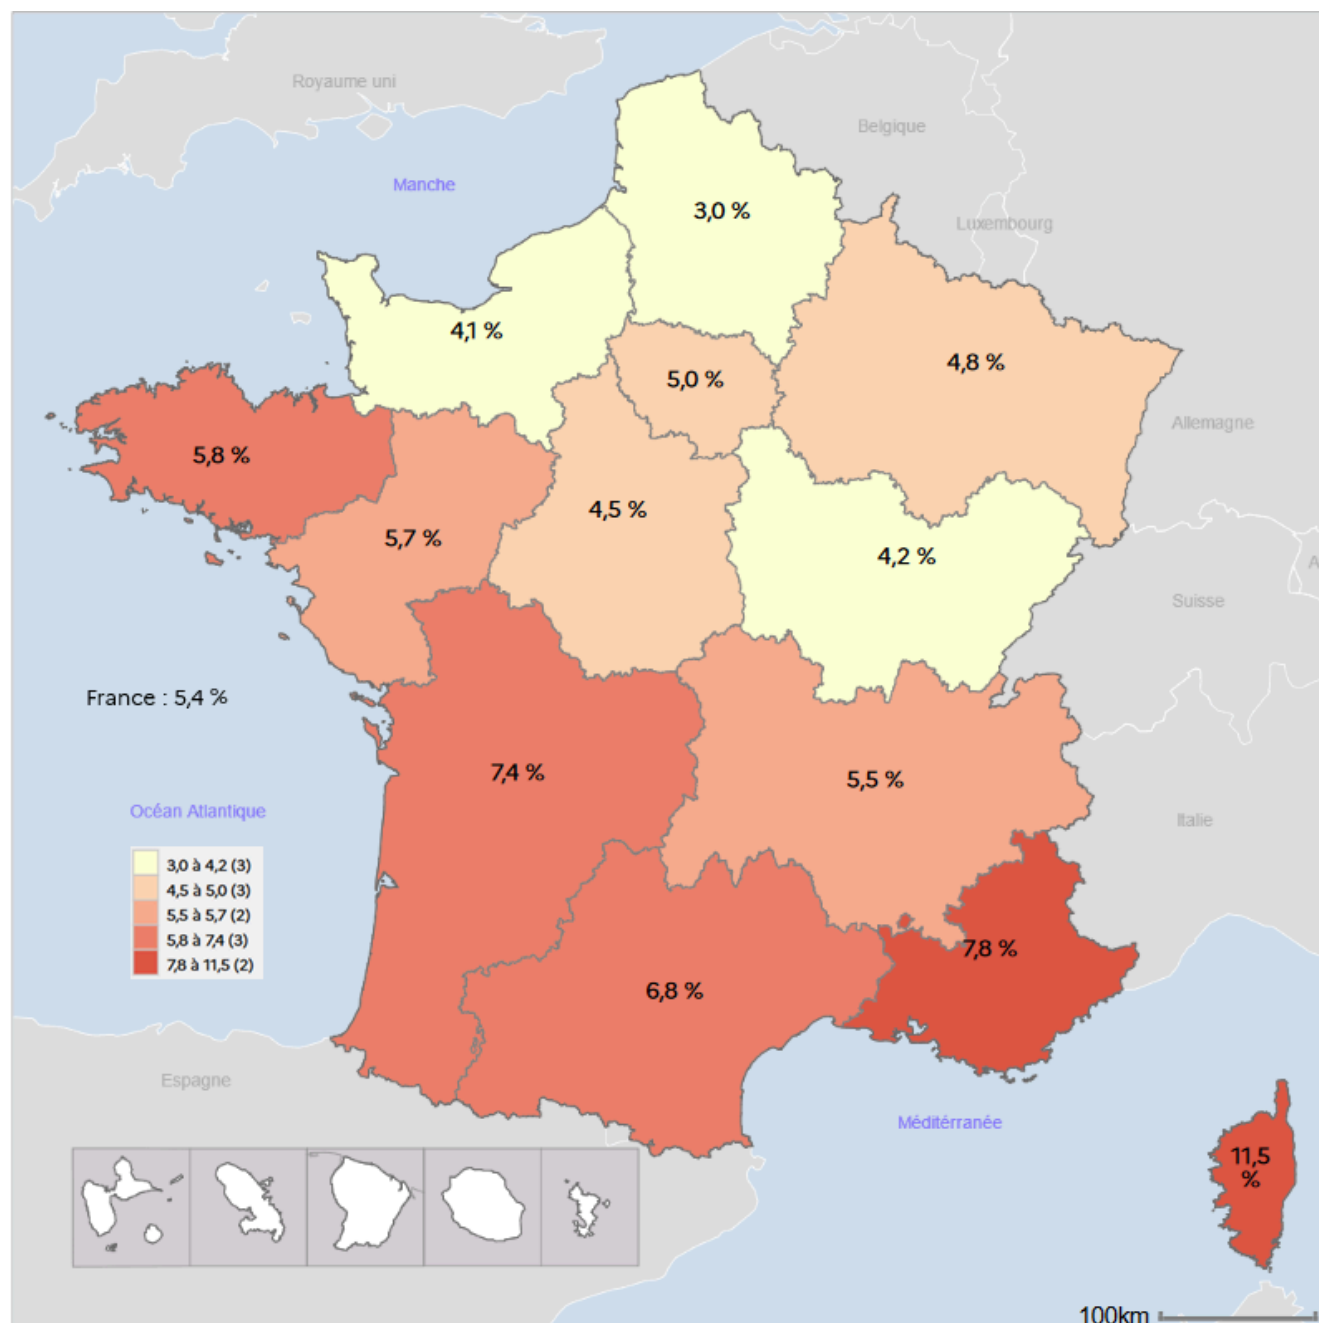 Royaume uni
Belgique
Manche
3,0 %
Luxembourg
4,1 %
4,8 %
5,0 %
Allemagne
5,8 %
4,5 %
5,7 %
4,2 %
A
Suisse
France : 5,4 %
7,4 %
5,5 %
Océan Atlantique
Italie
3,0 à 4,2 (3)
4,5 à 5,0 (3)
5,5 à 5,7 (2)
5,8 à 7,4 (3)
7,8 à 11,5 (2)
7,8 %
6,8 %
Espagne
Méditérranée
11,5
%
100km